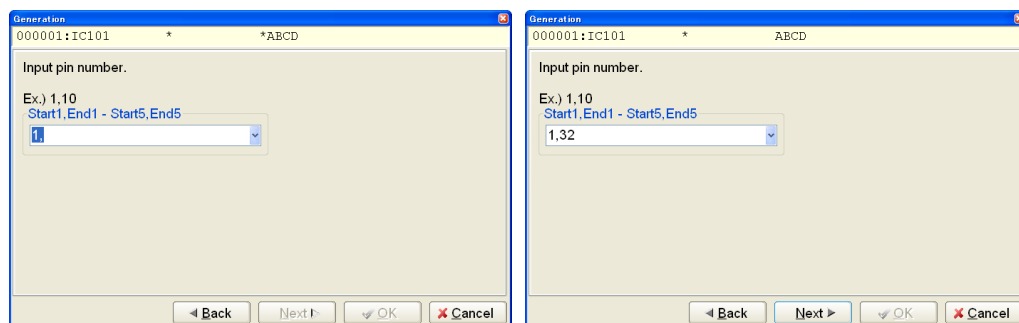 Generation
000001:IC101 * *ABCD
Input pin number.
Ex.) 1,10
Start1,End1 - Start5,End5
1,
Back Next OK Cancel
Generation
000001:IC101 * ABCD
Input pin number.
Ex.) 1,10
Start1,End1 - Start5,End5
1,32
Back Next OK Cancel